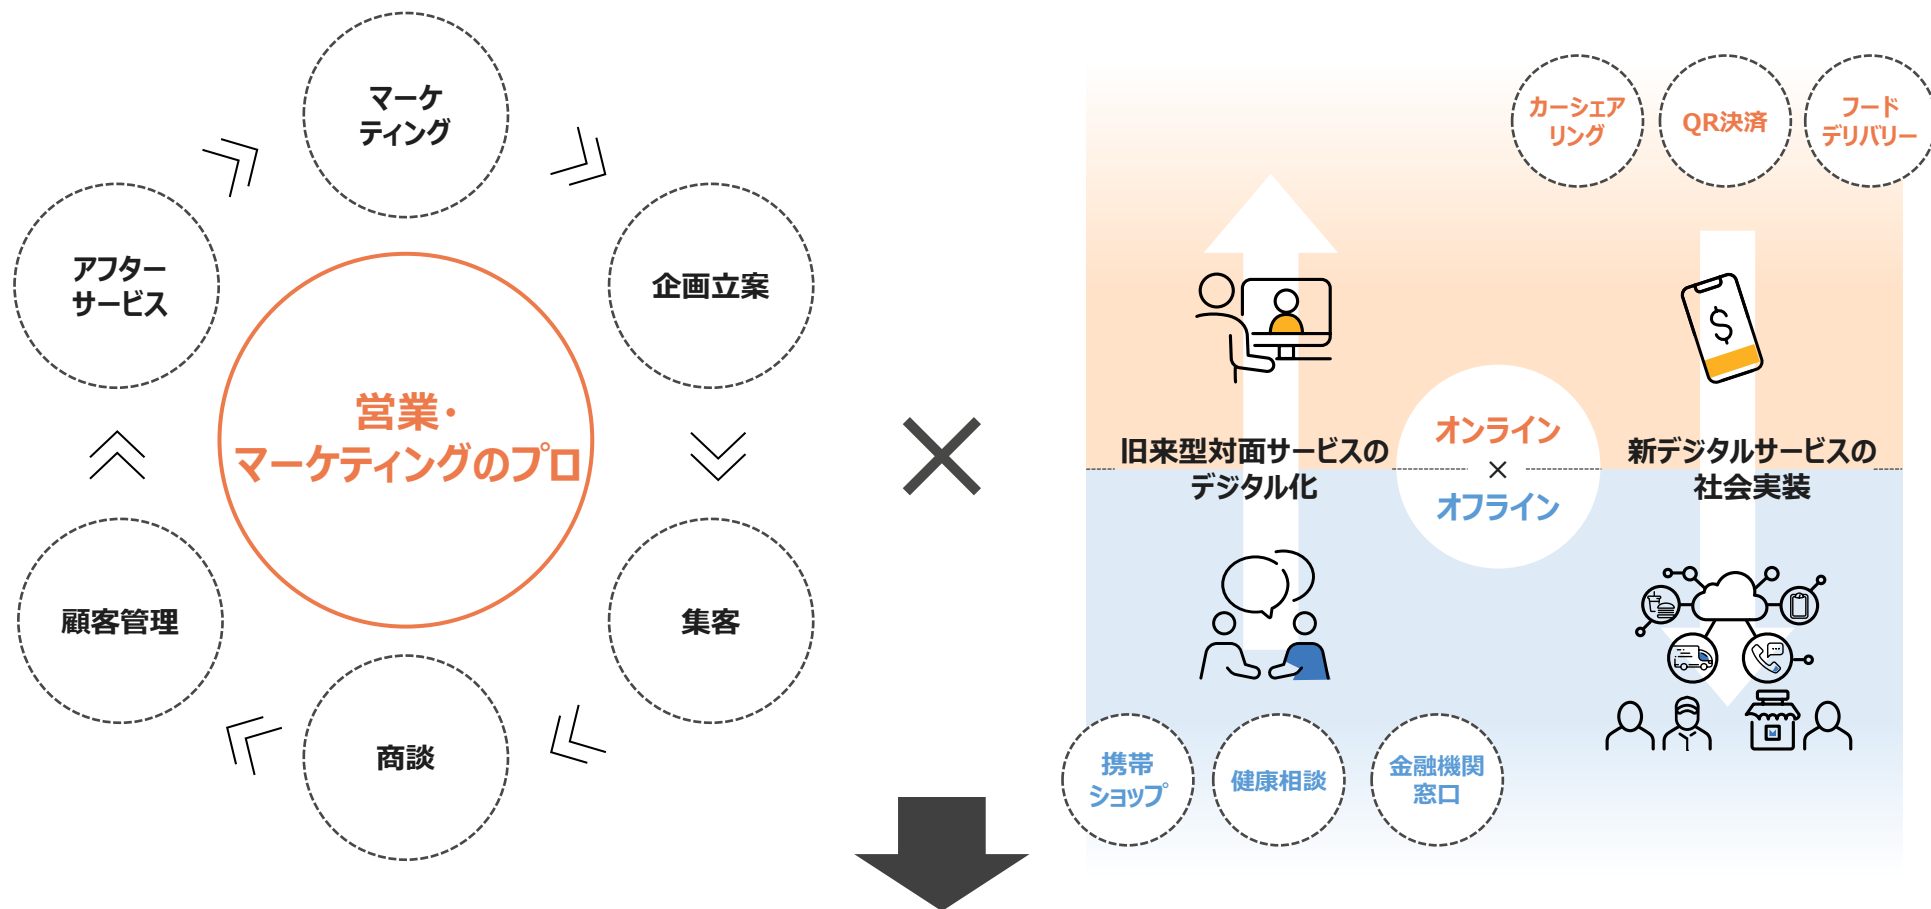 マーケ
ティング
企画立案
集客
商談
顧客管理
アフター
サービス
営業・
マーケティングのプロ
カーシェア
リング
QR決済
フード
デリバリー
旧来型対面サービスの
デジタル化
オンライン
×
オフライン
新デジタルサービスの
社会実装
携帯
ショップ
健康相談
金融機関
窓口